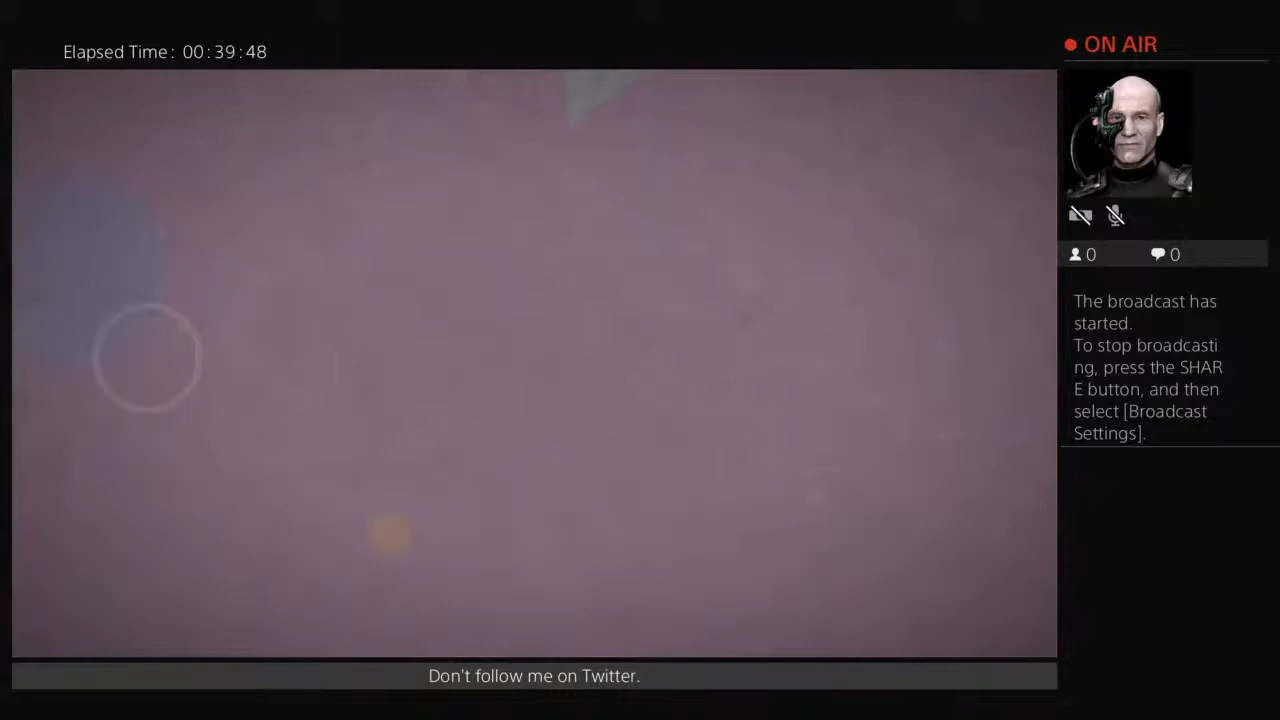 Elapsed Time: 00:39:48
ON AIR
0
0
The broadcast has
started.
To stop broadcasti
ng, press the SHAR
E button, and then
select [Broadcast
Settings].
Don't follow me on Twitter.